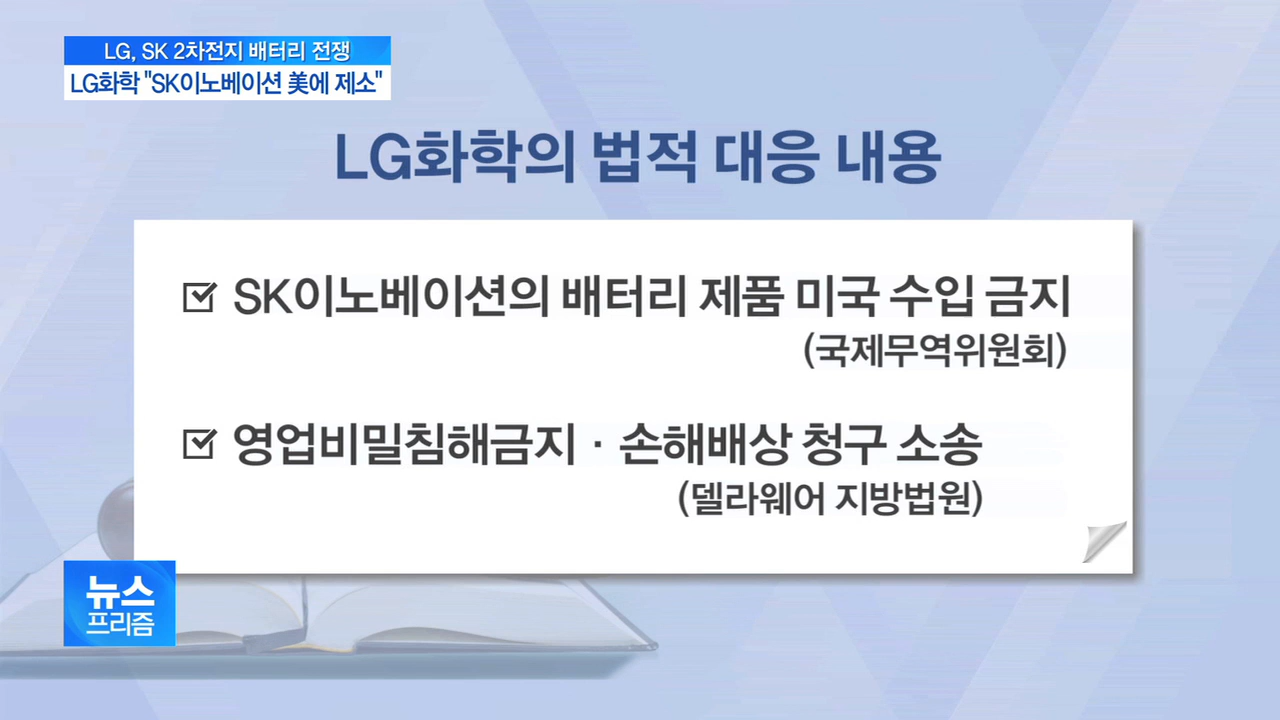 LG, SK 2차전지 배터리 전쟁
LG화학 "SK이노베이션 美에 제소"
LG화학의 법적 대응 내용
SK이노베이션의 배터리 제품 미국 수입 금지
(국제무역위원회)
영업비밀침해금지 · 손해배상 청구 소송
(델라웨어 지방법원)
뉴스
프리즘